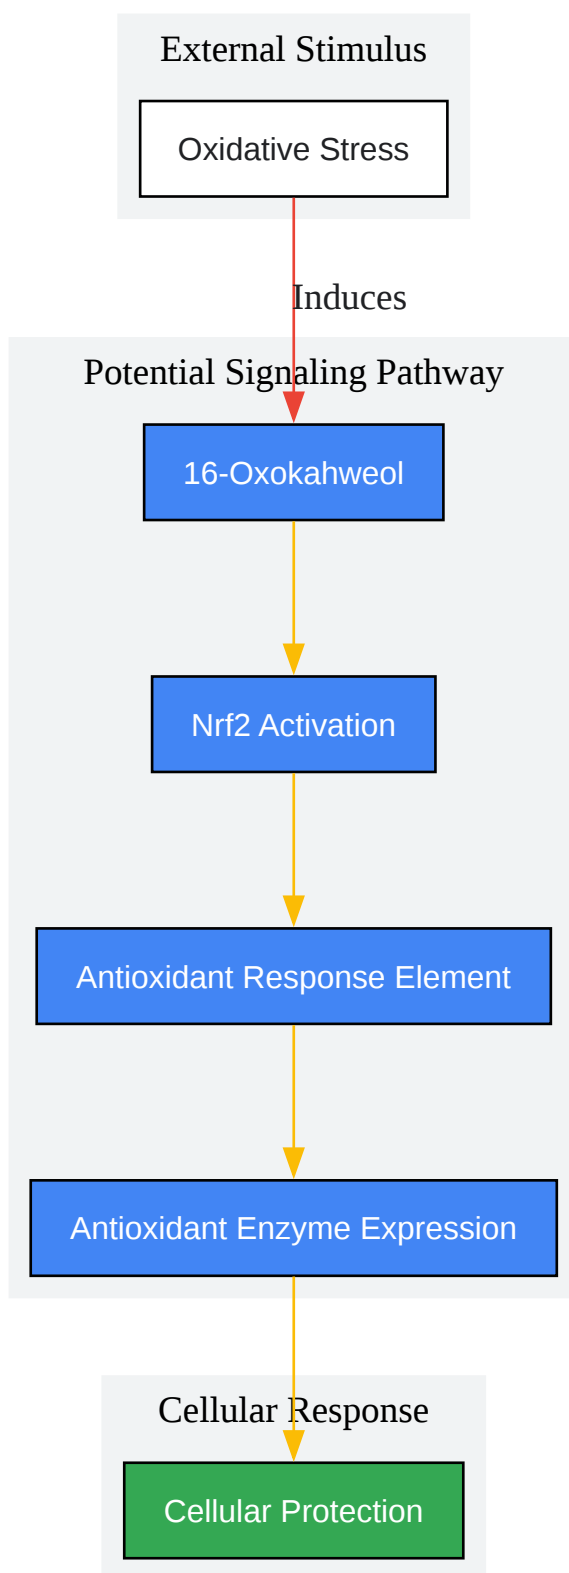 External Stimulus
Oxidative Stress
Induces
Potential Signaling Pathway
16-Oxokahweol
Nrf2 Activation
Antioxidant Response Element
Antioxidant Enzyme Expression
Cellular Response
Cellular Protection